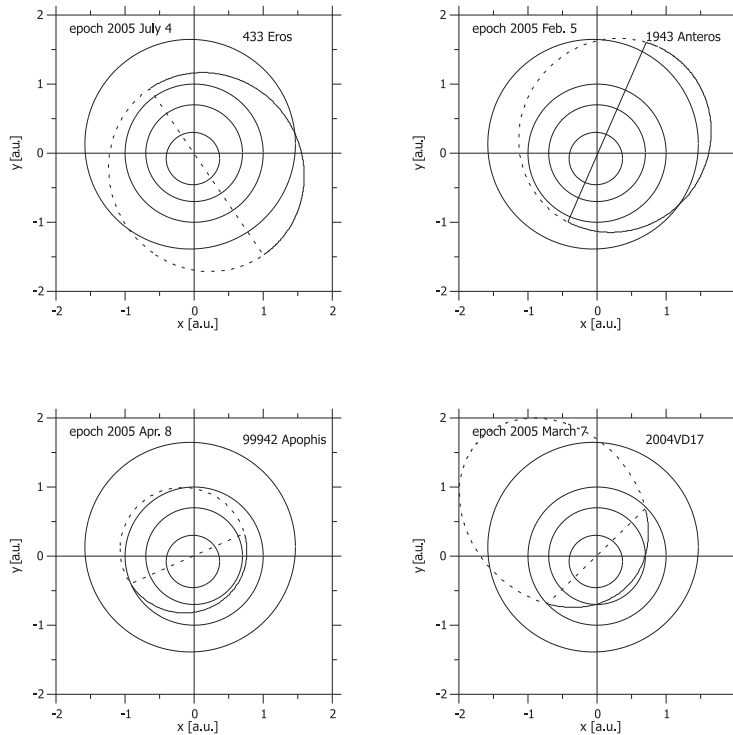 epoch 2005 July 4
433 Eros
2
1
0
-1
-2
y [a.u.]
-2
-1
0
1
2
x [a.u.]
epoch 2005 Feb. 5
1943 Anteros
2
1
0
-1
-2
y [a.u.]
-2
-1
0
1
x [a.u.]
epoch 2005 Apr. 8
99942 Apophis
2
1
0
-1
-2
y [a.u.]
-2
-1
0
1
2
x [a.u.]
epoch 2005 March 7
2004VD17
2
1
0
-1
-2
y [a.u.]
-2
-1
0
1
x [a.u.]